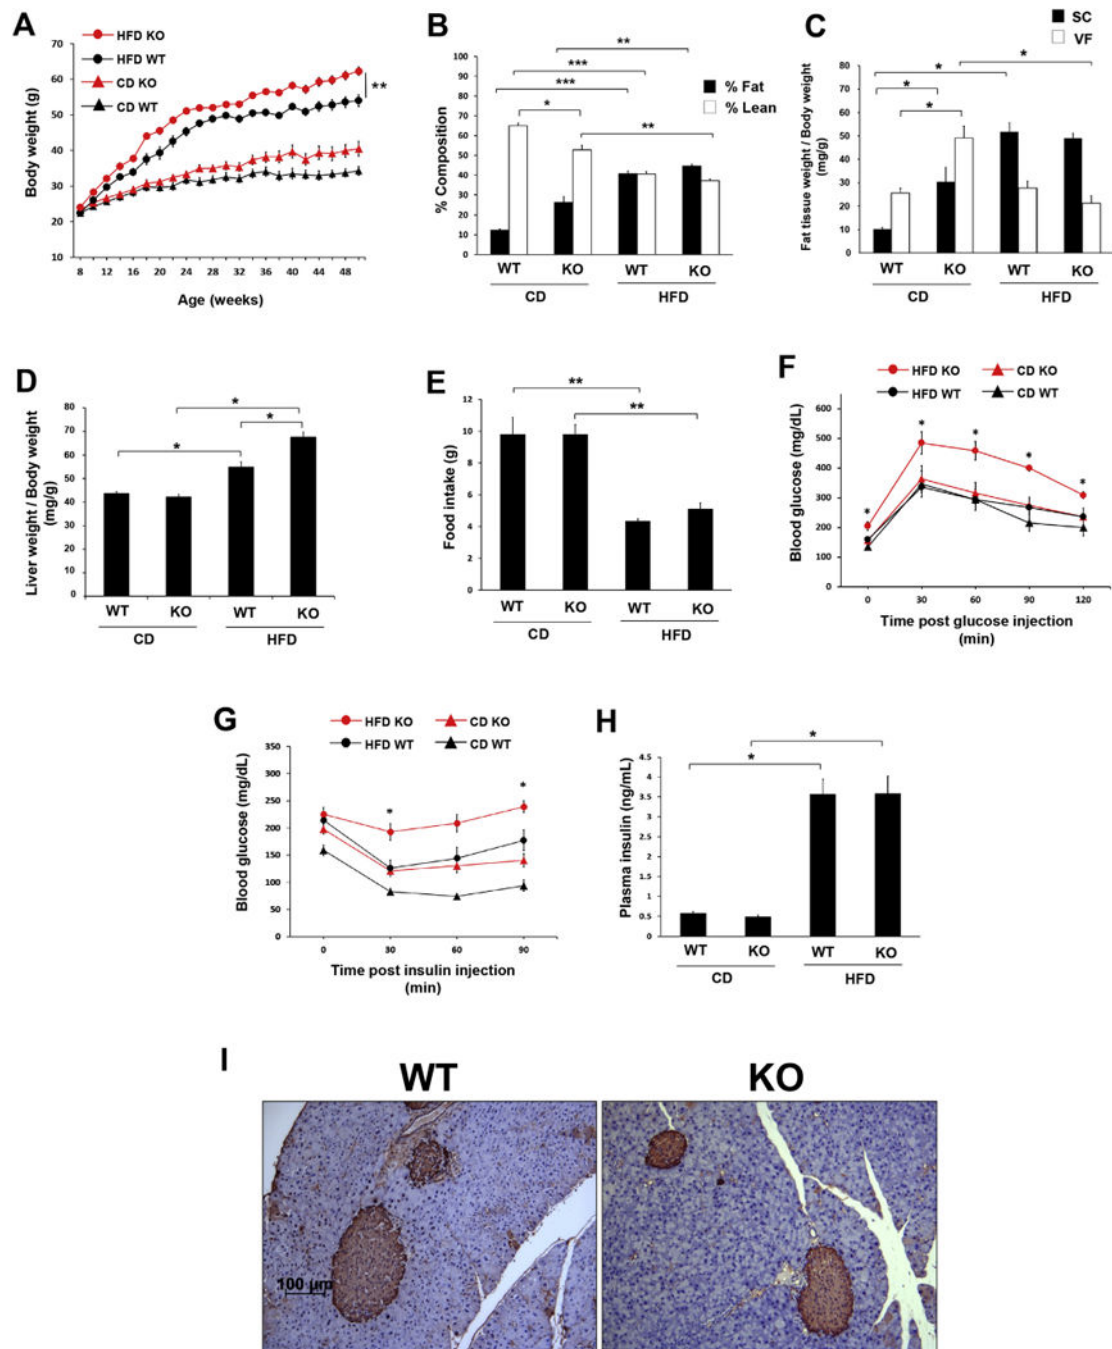 A
HFD KO
HFD WT
CD KO
CD WT
Body weight (g)
70
60
50
40
30
20
10
**
8 12 16 20 24 28 32 36 40 44 48
Age (weeks)
B
**
***
***
*
**
% Fat
% Lean
% Composition
100
90
80
70
60
50
40
30
20
10
0
WT KO WT KO
CD HFD
C
SC
VF
*
*
*
*
Fat tissue weight / Body weight
(mg/g)
80
70
60
50
40
30
20
10
0
WT KO WT KO
CD HFD
D
*
*
*
Liver weight / Body weight
(mg/g)
80
70
60
50
40
30
20
10
0
WT KO WT KO
CD HFD
E
**
**
Food intake (g)
12
10
8
6
4
2
0
WT KO WT KO
CD HFD
F
HFD KO CD KO
HFD WT CD WT
Blood glucose (mg/dL)
600
500
400
300
200
100
0
* * * * *
0 30 60 90 120
Time post glucose injection
(min)
G
HFD KO CD KO
HFD WT CD WT
Blood glucose (mg/dL)
350
300
250
200
150
100
50
0
* *
0 30 60 90
Time post insulin injection
(min)
H
*
*
Plasma insulin (ng/mL)
4.5
4
3.5
3
2.5
2
1.5
1
0.5
0
WT KO WT KO
CD HFD
I
WT KO
100 µm